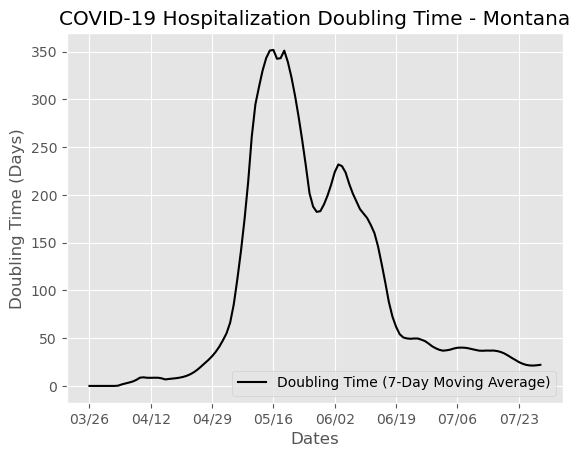 COVID-19 Hospitalization Doubling Time - Montana
350
300
250
200
150
100
50
0
Doubling Time (Days)
Doubling Time (7-Day Moving Average)
03/26 04/12 04/29 05/16 06/02 06/19 07/06 07/23
Dates